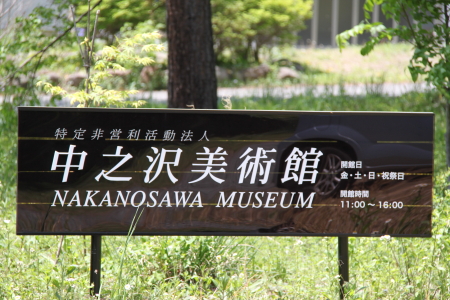 特定非営利活動法人
中之沢美術館
NAKANOSAWA MUSEUM
開館日
金・土・日・祝祭日
開館時間
11:00〜16:00